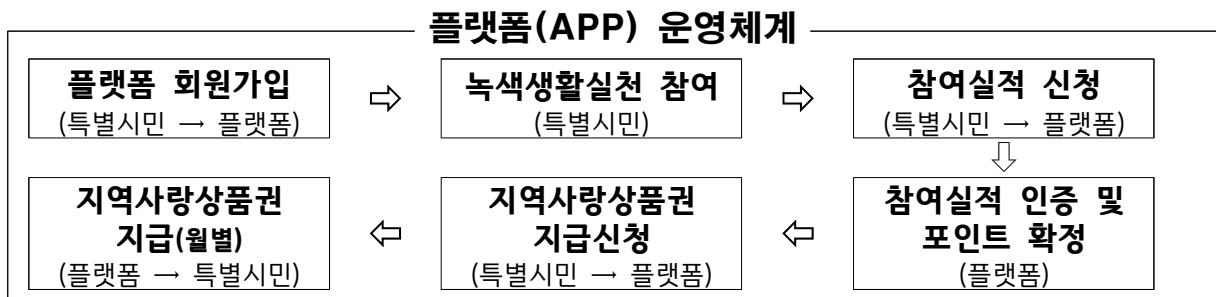 플랫폼(APP) 운영체계
플랫폼 회원가입
(특별시민 → 플랫폼)
⇨
녹색생활실천 참여
(특별시민)
⇨
참여실적 신청
(특별시민 → 플랫폼)
⇩
참여실적 인증 및
포인트 확정
(플랫폼)
⇦
지역사랑상품권
지급신청
(특별시민 → 플랫폼)
⇦
지역사랑상품권
지급(월별)
(플랫폼 → 특별시민)